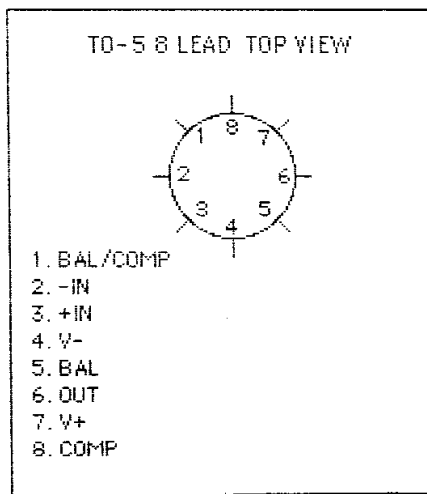 TO-5 8 LEAD TOP VIEW
8
1 7
2 6
3 5
4
1. BAL/COMP
2. -IN
3. +IN
4. V-
5. BAL
6. OUT
7. V+
8. COMP